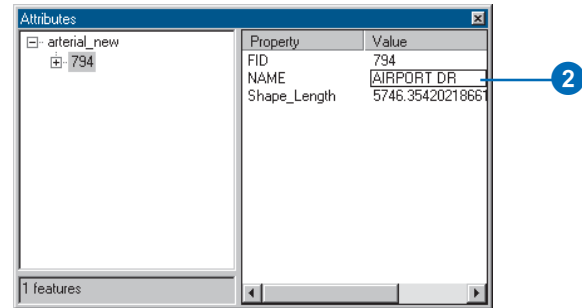 Attributes
arterial_new
794
1 features
Property Value
FID 794
NAME AIRPORT DR
Shape_Length 5746.35420218661
2